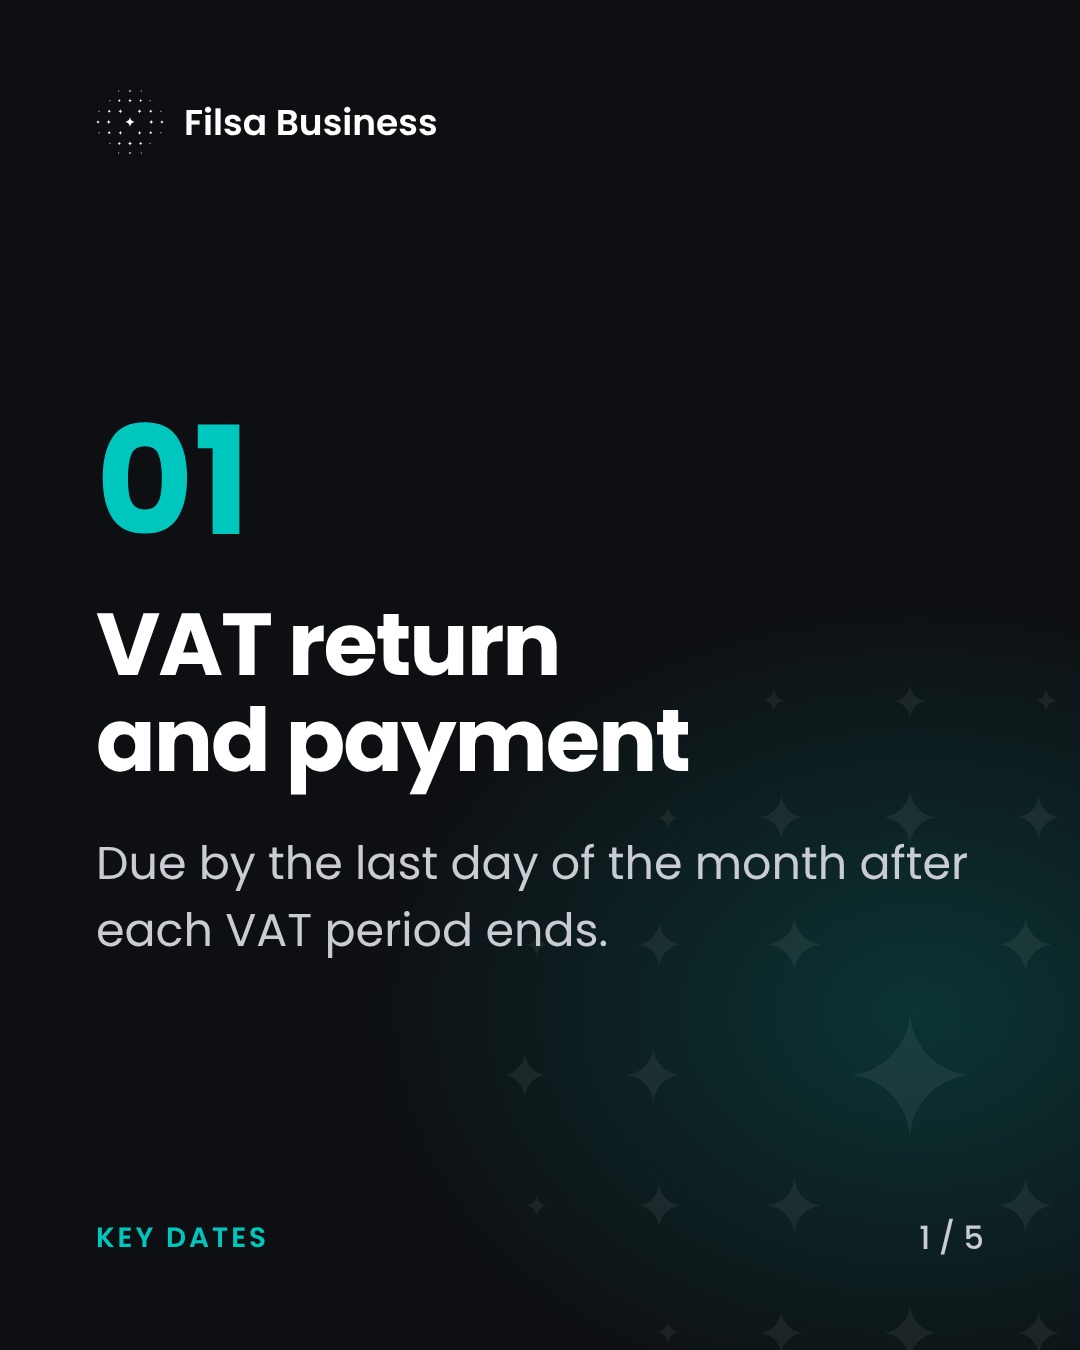 Filsa Business
01
VAT return
and payment
Due by the last day of the month after
each VAT period ends.
KEY DATES
1 / 5